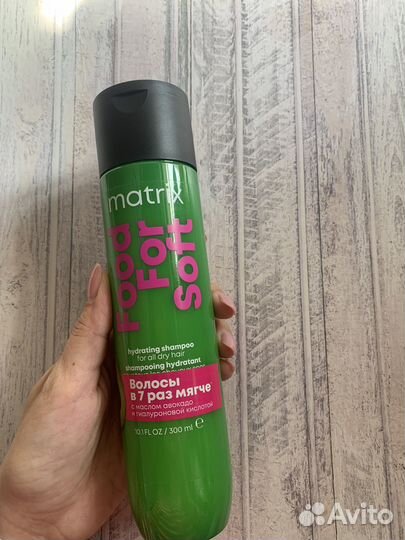 matrix
Food
For
Soft
hydrating shampoo
for all dry hair
shampooing hydratant
Волосы
в 7 раз мягче*
с маслом авокадо
и гиалуроновой кислотой
10.1 FL OZ / 300 ml ℮
Avito